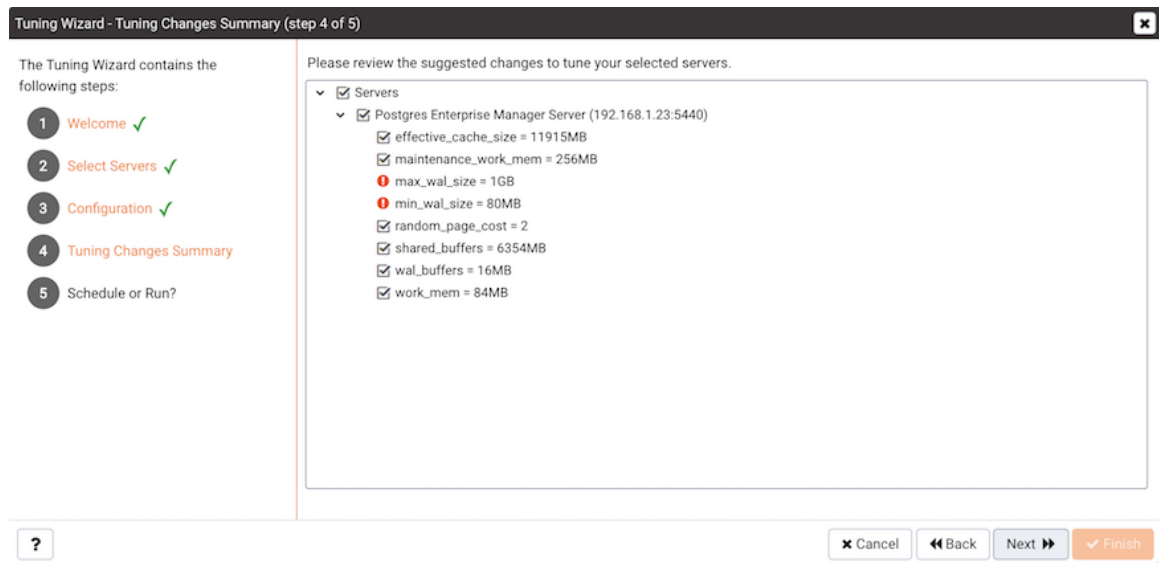 Tuning Wizard - Tuning Changes Summary (step 4 of 5)
The Tuning Wizard contains the
following steps:
1 Welcome
2 Select Servers
3 Configuration
4 Tuning Changes Summary
5 Schedule or Run?
Please review the suggested changes to tune your selected servers.
Servers
Postgres Enterprise Manager Server (192.168.1.23:5440)
effective_cache_size = 11915MB
maintenance_work_mem = 256MB
max_wal_size = 1GB
min_wal_size = 80MB
random_page_cost = 2
shared_buffers = 6354MB
wal_buffers = 16MB
work_mem = 84MB
? Cancel Back Next Finish